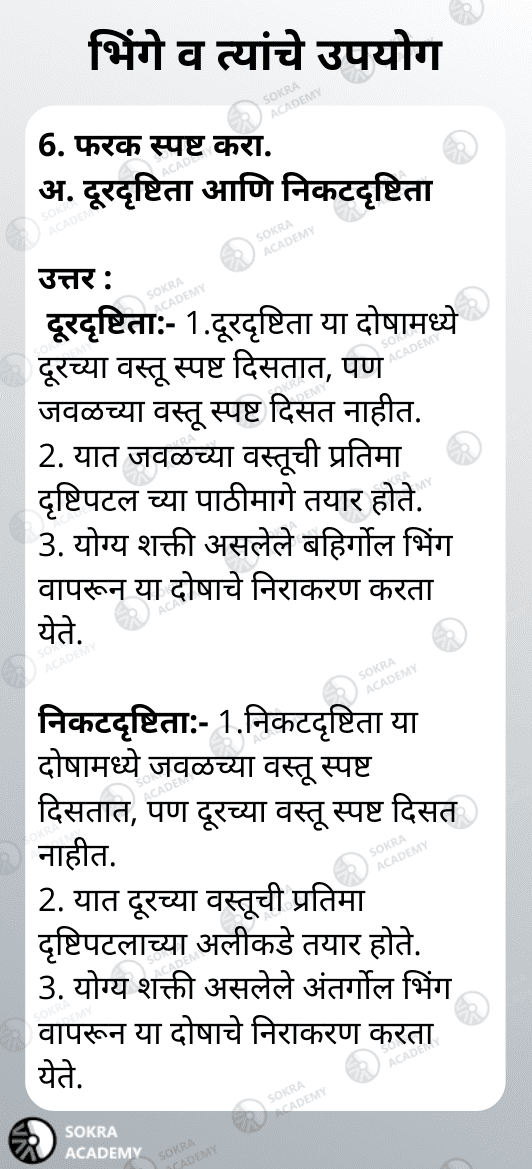 भिंगे व त्यांचे उपयोग
6. फरक स्पष्ट करा.
अ. दूरदृष्टिता आणि निकटदृष्टिता
उत्तर :
दूरदृष्टिता:- 1.दूरदृष्टिता या दोषामध्ये
दूरच्या वस्तू स्पष्ट दिसतात, पण
जवळच्या वस्तू स्पष्ट दिसत नाहीत.
2. यात जवळच्या वस्तूची प्रतिमा
दृष्टिपटल च्या पाठीमागे तयार होते.
3. योग्य शक्ती असलेले बहिर्गोल भिंग
वापरून या दोषाचे निराकरण करता
येते.
निकटदृष्टिता:- 1.निकटदृष्टिता या
दोषामध्ये जवळच्या वस्तू स्पष्ट
दिसतात, पण दूरच्या वस्तू स्पष्ट दिसत
नाहीत.
2. यात दूरच्या वस्तूची प्रतिमा
दृष्टिपटलाच्या अलीकडे तयार होते.
3. योग्य शक्ती असलेले अंतर्गोल भिंग
वापरून या दोषाचे निराकरण करता
येते.
SOKRA
ACADEMY